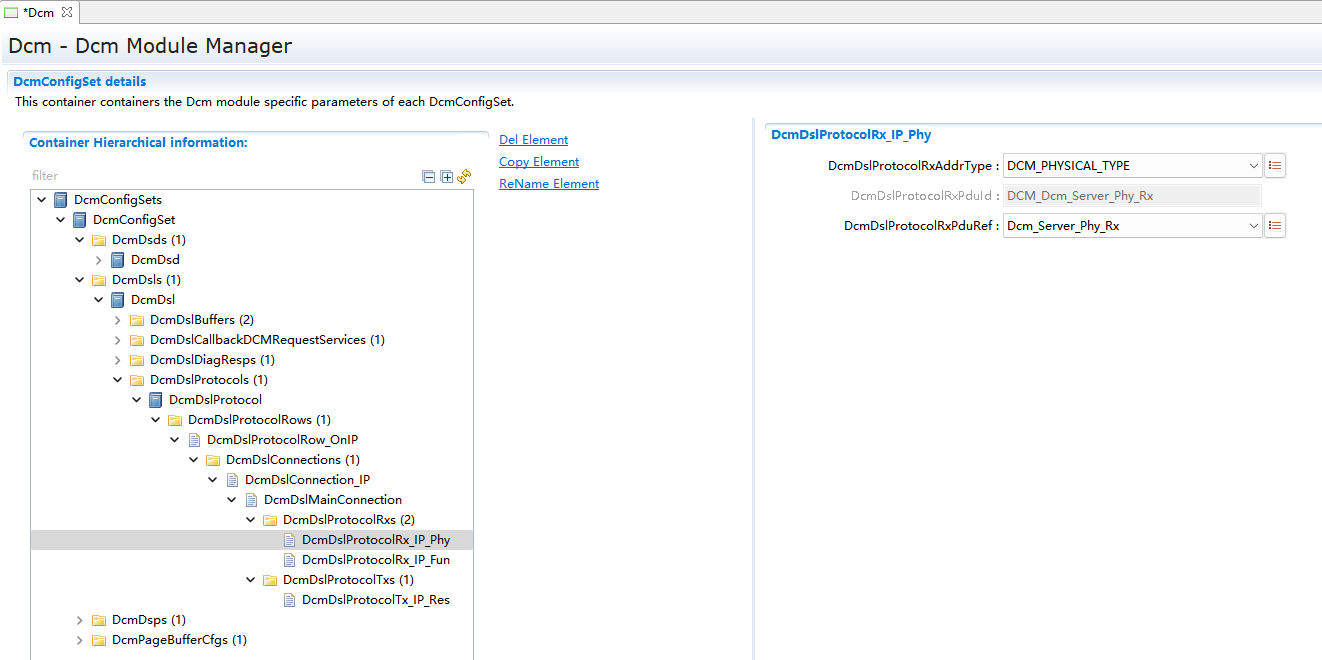 *Dcm
Dcm - Dcm Module Manager
DcmConfigSet details
This container containers the Dcm module specific parameters of each DcmConfigSet.
Container Hierarchical information:
filter
DcmConfigSets
DcmConfigSet
DcmDsds (1)
DcmDsd
DcmDsls (1)
DcmDsl
DcmDslBuffers (2)
DcmDslCallbackDCMRequestServices (1)
DcmDslDiagResps (1)
DcmDslProtocols (1)
DcmDslProtocol
DcmDslProtocolRows (1)
DcmDslProtocolRow_OnIP
DcmDslConnections (1)
DcmDslConnection_IP
DcmDslMainConnection
DcmDslProtocolRxs (2)
DcmDslProtocolRx_IP_Phy
DcmDslProtocolRx_IP_Fun
DcmDslProtocolTxs (1)
DcmDslProtocolTx_IP_Res
DcmDsps (1)
DcmPageBufferCfgs (1)
Del Element
Copy Element
ReName Element
DcmDslProtocolRx_IP_Phy
DcmDslProtocolRxAddrType : DCM_PHYSICAL_TYPE
DcmDslProtocolRxPduId : DCM_Dcm_Server_Phy_Rx
DcmDslProtocolRxPduRef : Dcm_Server_Phy_Rx